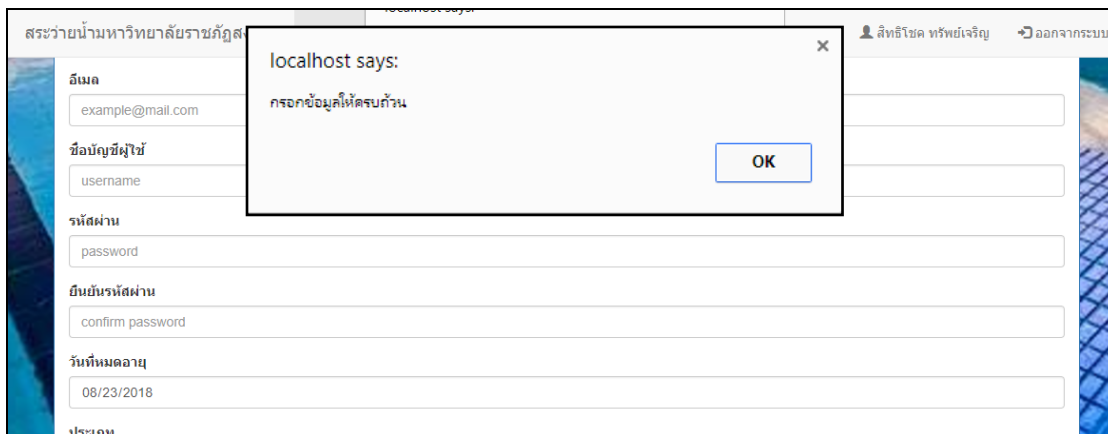 localhost says:
สระว่ายน้ำมหาวิทยาลัยราชภัฏส
สิทธิโชค ทรัพย์เจริญ
ออกจากระบบ
localhost says:
กรอกข้อมูลให้ครบถ้วน
OK
อีเมล
example@mail.com
ชื่อบัญชีผู้ใช้
username
รหัสผ่าน
password
ยืนยันรหัสผ่าน
confirm password
วันที่หมดอายุ
08/23/2018
ประเภท